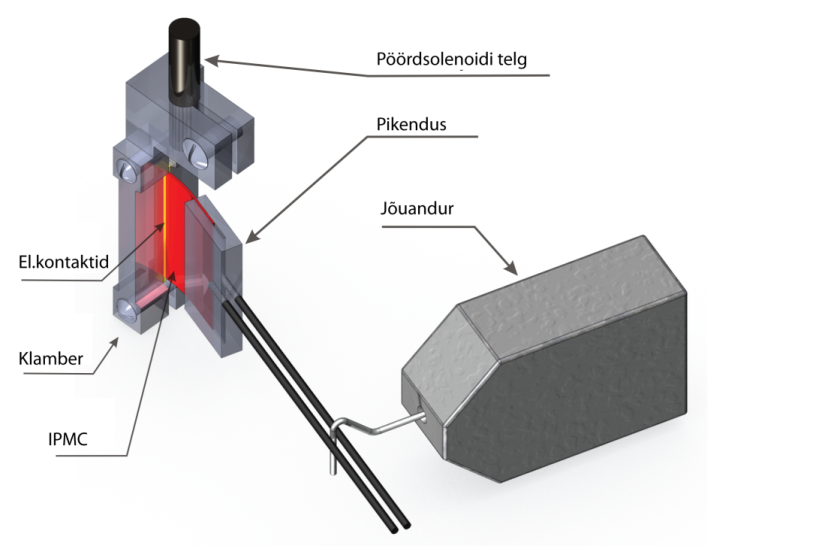 Pöördsolenoidi telg
Pikendus
Jõuandur
El.kontaktid
Klamber
IPMC